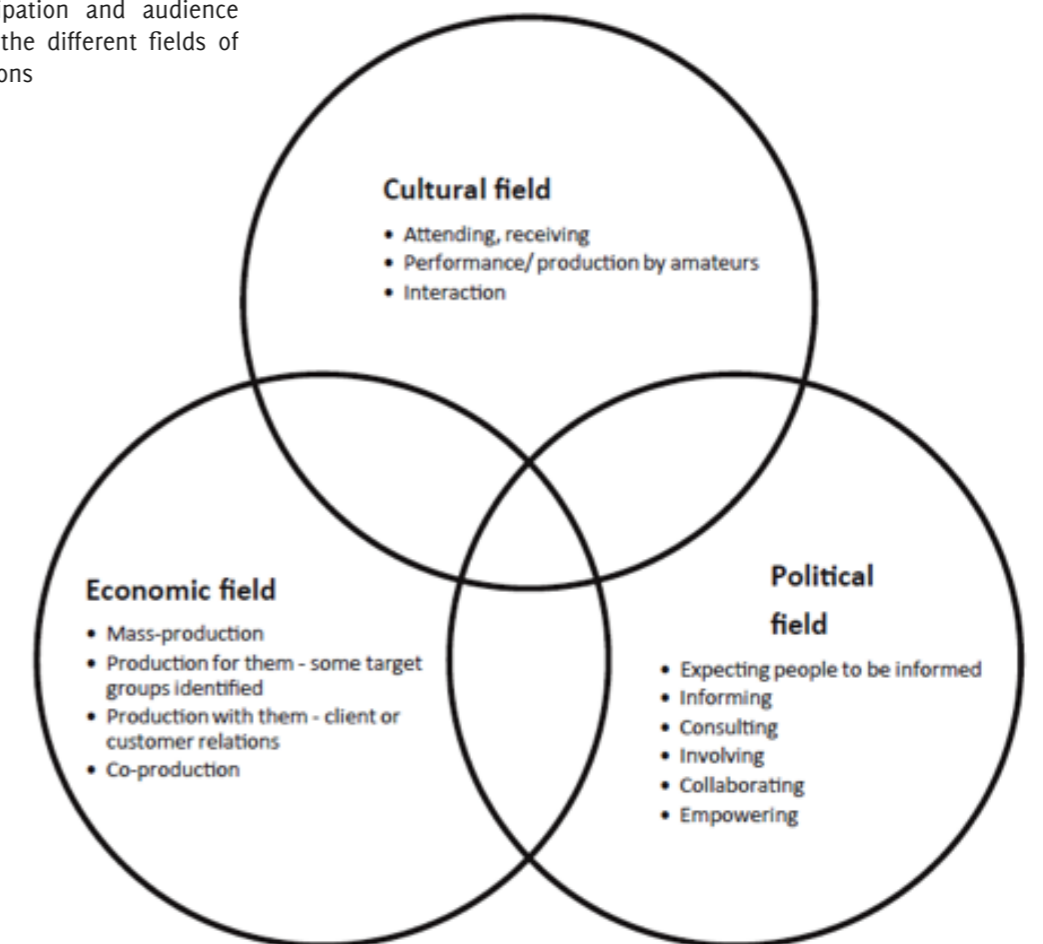 ipation and audience
the different fields of
ons
Cultural field
• Attending, receiving
• Performance/ production by amateurs
• Interaction
Economic field
• Mass-production
• Production for them - some target
groups identified
• Production with them - client or
customer relations
• Co-production
Political
field
• Expecting people to be informed
• Informing
• Consulting
• Involving
• Collaborating
• Empowering